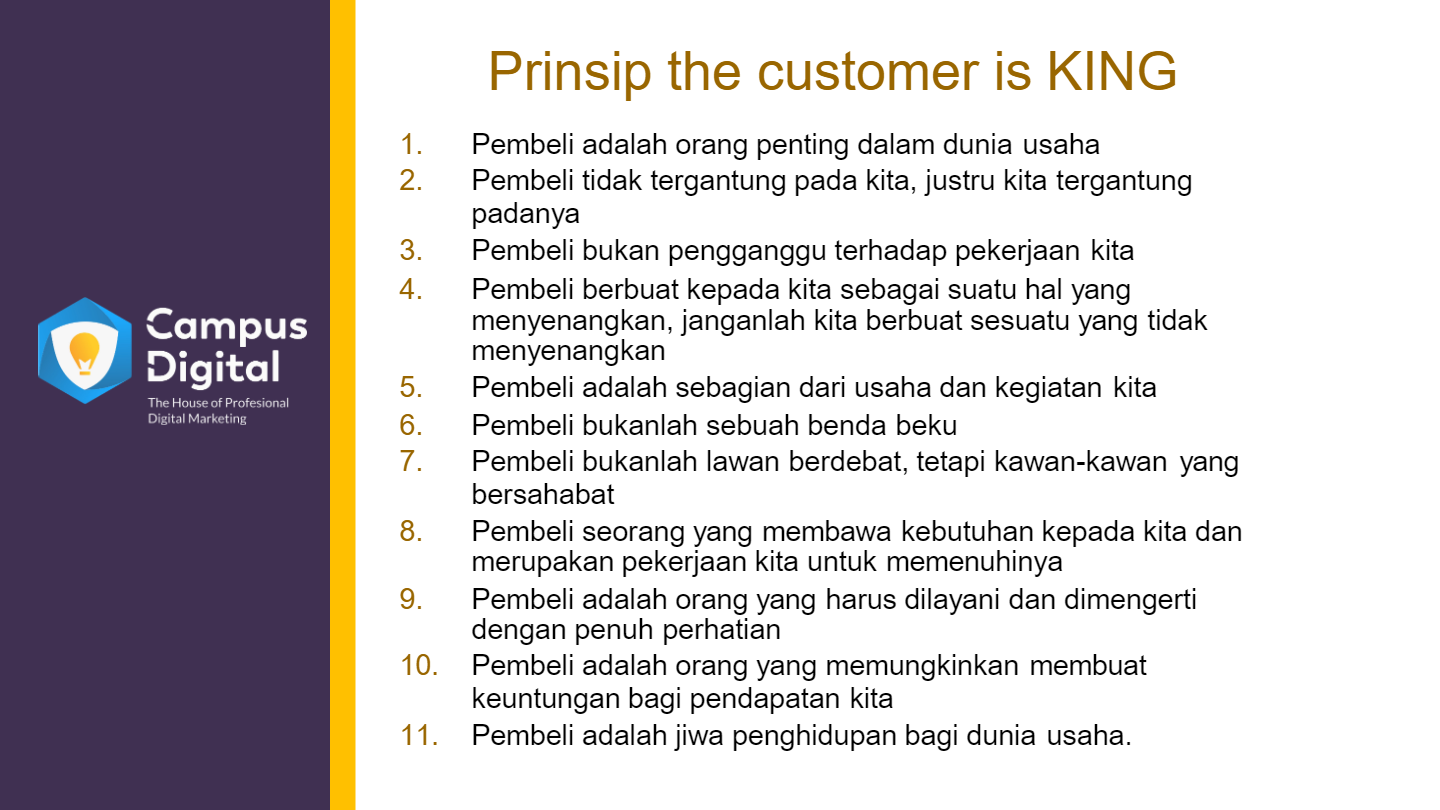 Prinsip the customer is KING
1. Pembeli adalah orang penting dalam dunia usaha
2. Pembeli tidak tergantung pada kita, justru kita tergantung
padanya
3. Pembeli bukan pengganggu terhadap pekerjaan kita
4. Pembeli berbuat kepada kita sebagai suatu hal yang
menyenangkan, janganlah kita berbuat sesuatu yang tidak
menyenangkan
5. Pembeli adalah sebagian dari usaha dan kegiatan kita
6. Pembeli bukanlah sebuah benda beku
7. Pembeli bukanlah lawan berdebat, tetapi kawan-kawan yang
bersahabat
8. Pembeli seorang yang membawa kebutuhan kepada kita dan
merupakan pekerjaan kita untuk memenuhinya
9. Pembeli adalah orang yang harus dilayani dan dimengerti
dengan penuh perhatian
10. Pembeli adalah orang yang memungkinkan membuat
keuntungan bagi pendapatan kita
11. Pembeli adalah jiwa penghidupan bagi dunia usaha.
Campus
Digital
The House of Profesional
Digital Marketing